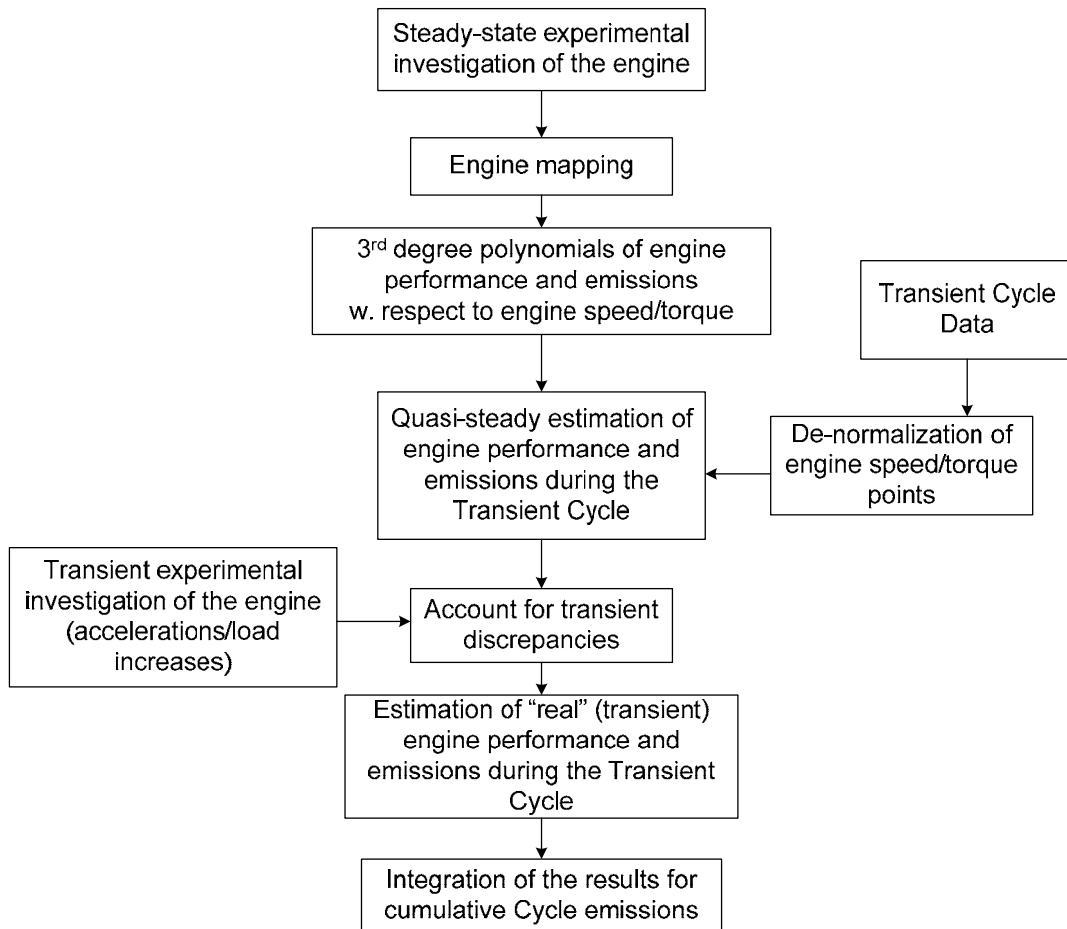 Steady-state experimental
investigation of the engine
Engine mapping
3rd degree polynomials of engine
performance and emissions
w. respect to engine speed/torque
Transient Cycle
Data
Quasi-steady estimation of
engine performance and
emissions during the
Transient Cycle
De-normalization of
engine speed/torque
points
Transient experimental
investigation of the engine
(accelerations/load
increases)
Account for transient
discrepancies
Estimation of “real” (transient)
engine performance and
emissions during the Transient
Cycle
Integration of the results for
cumulative Cycle emissions